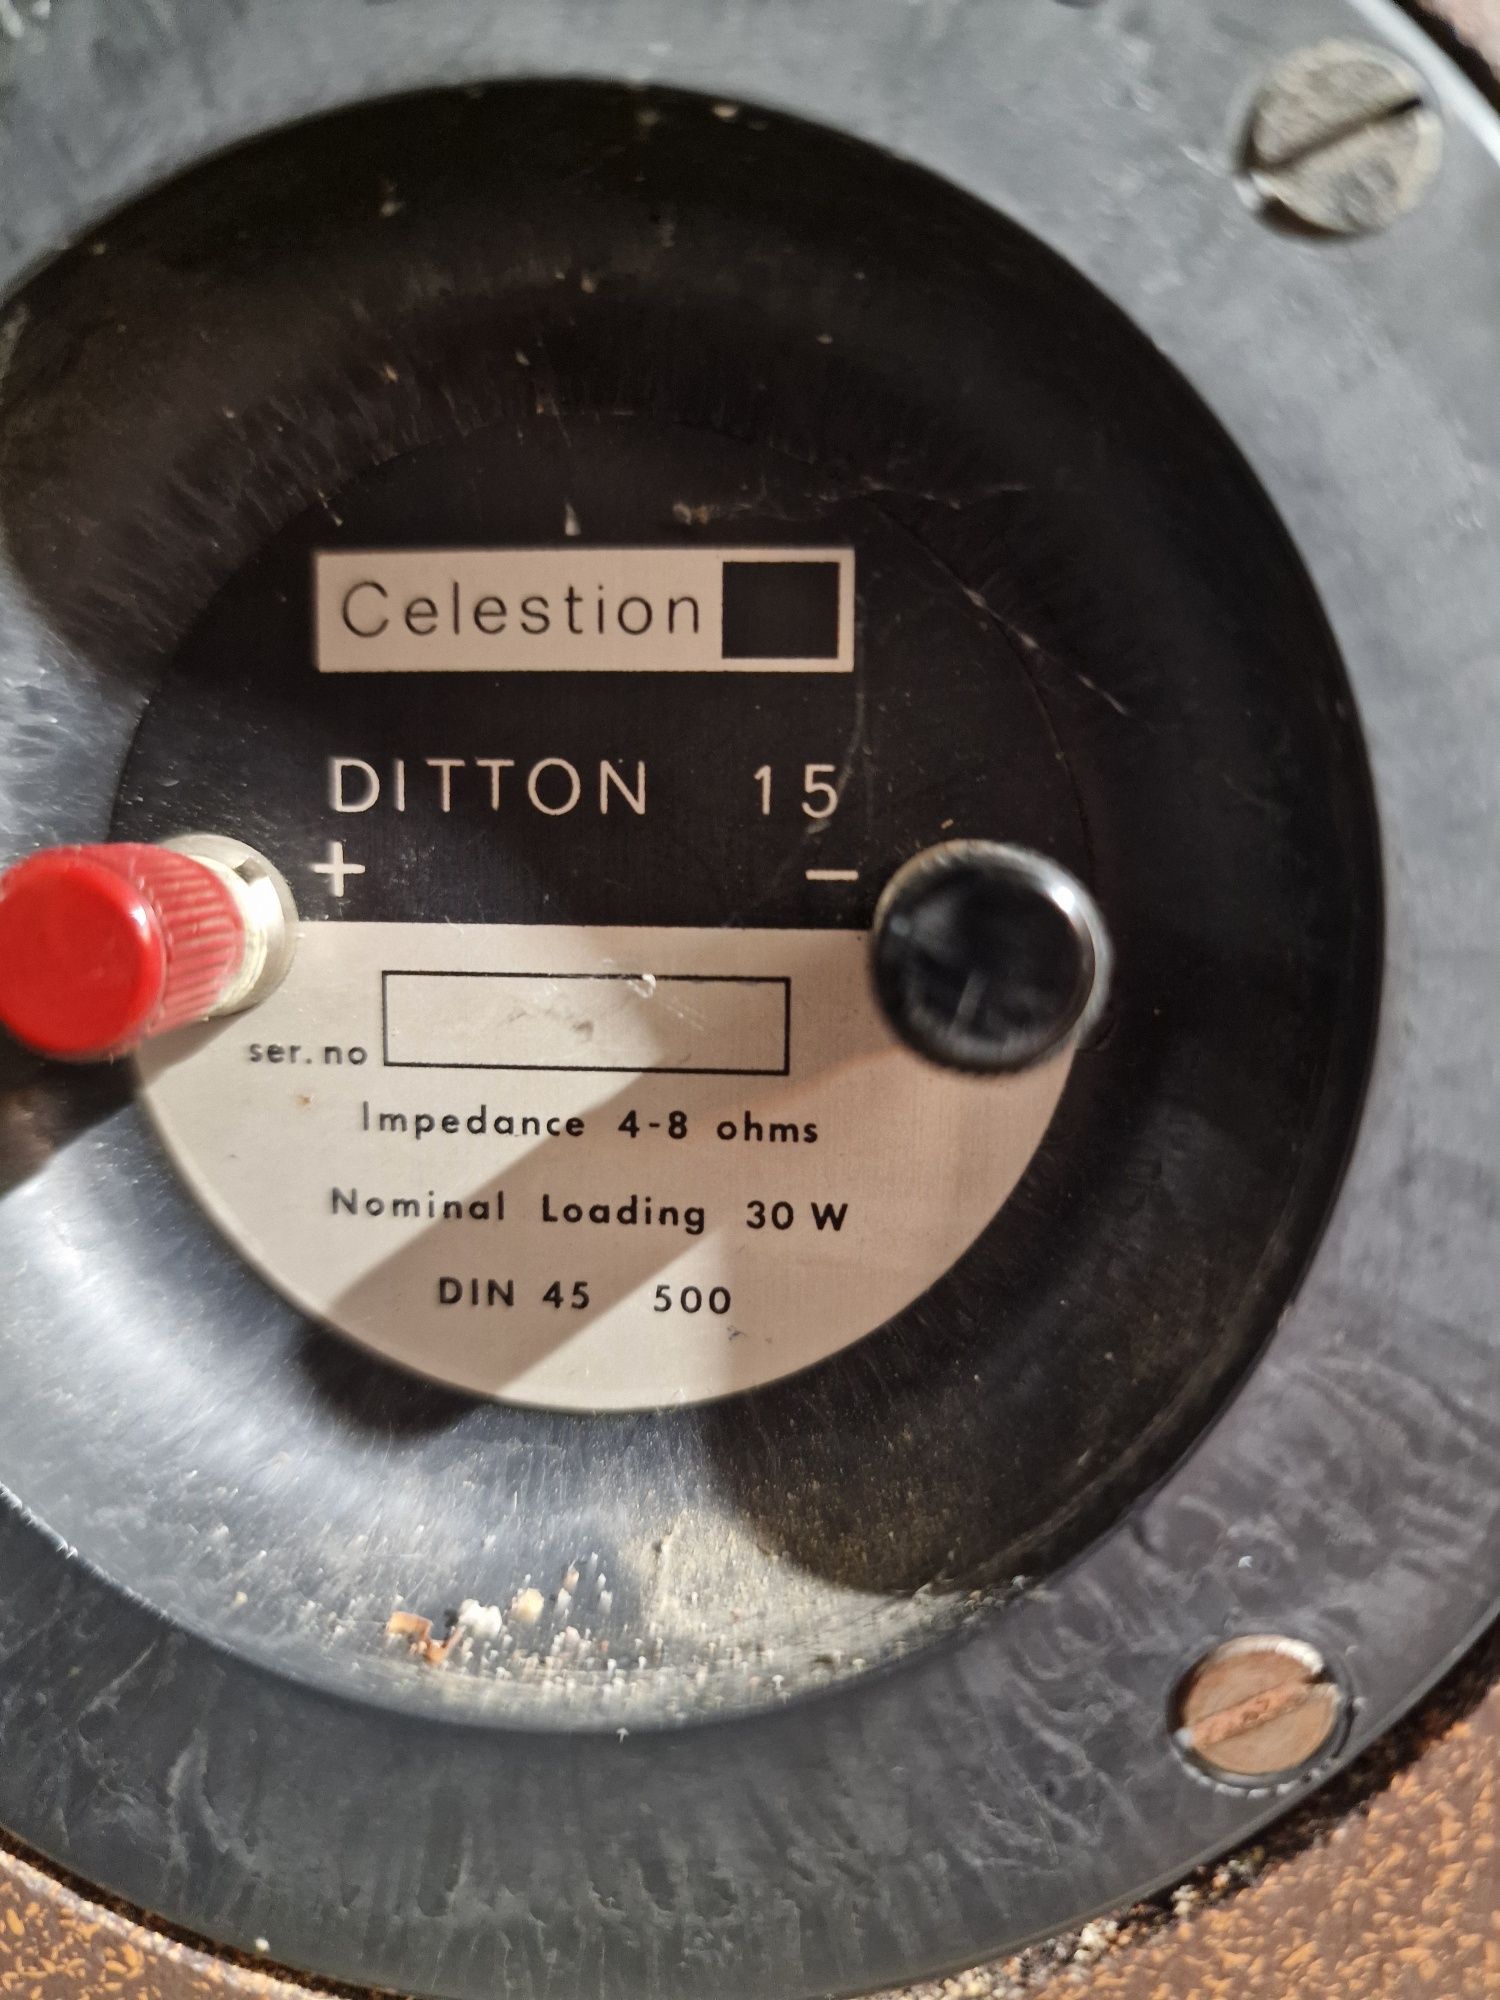 Celestion
DITTON 15
+ −
ser. no
Impedance 4-8 ohms
Nominal Loading 30 W
DIN 45 500